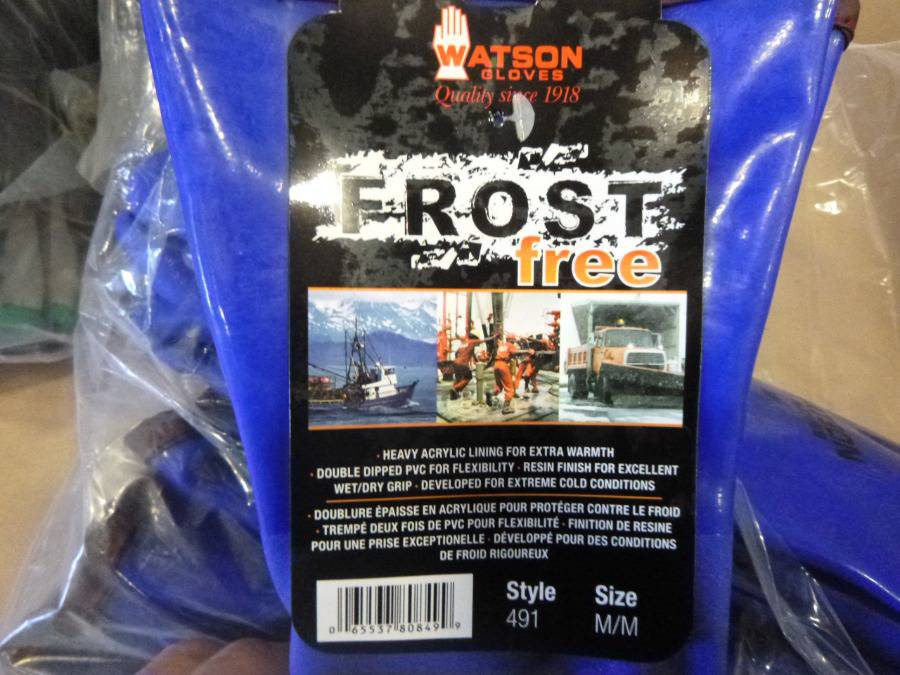 WATSON
GLOVES
Quality since 1918
FROST
free
· HEAVY ACRYLIC LINING FOR EXTRA WARMTH
· DOUBLE DIPPED PVC FOR FLEXIBILITY · RESIN FINISH FOR EXCELLENT
WET/DRY GRIP · DEVELOPED FOR EXTREME COLD CONDITIONS
· DOUBLURE ÉPAISSE EN ACRYLIQUE POUR PROTÉGER CONTRE LE FROID
· TREMPÉ DEUX FOIS DE PVC POUR FLEXIBILITÉ · FINITION DE RESINE
POUR UNE PRISE EXCEPTIONELLE · DÉVELOPPÉ POUR DES CONDITIONS
DE FROID RIGOUREUX
Style
491
Size
M/M
0 65537 80849 9